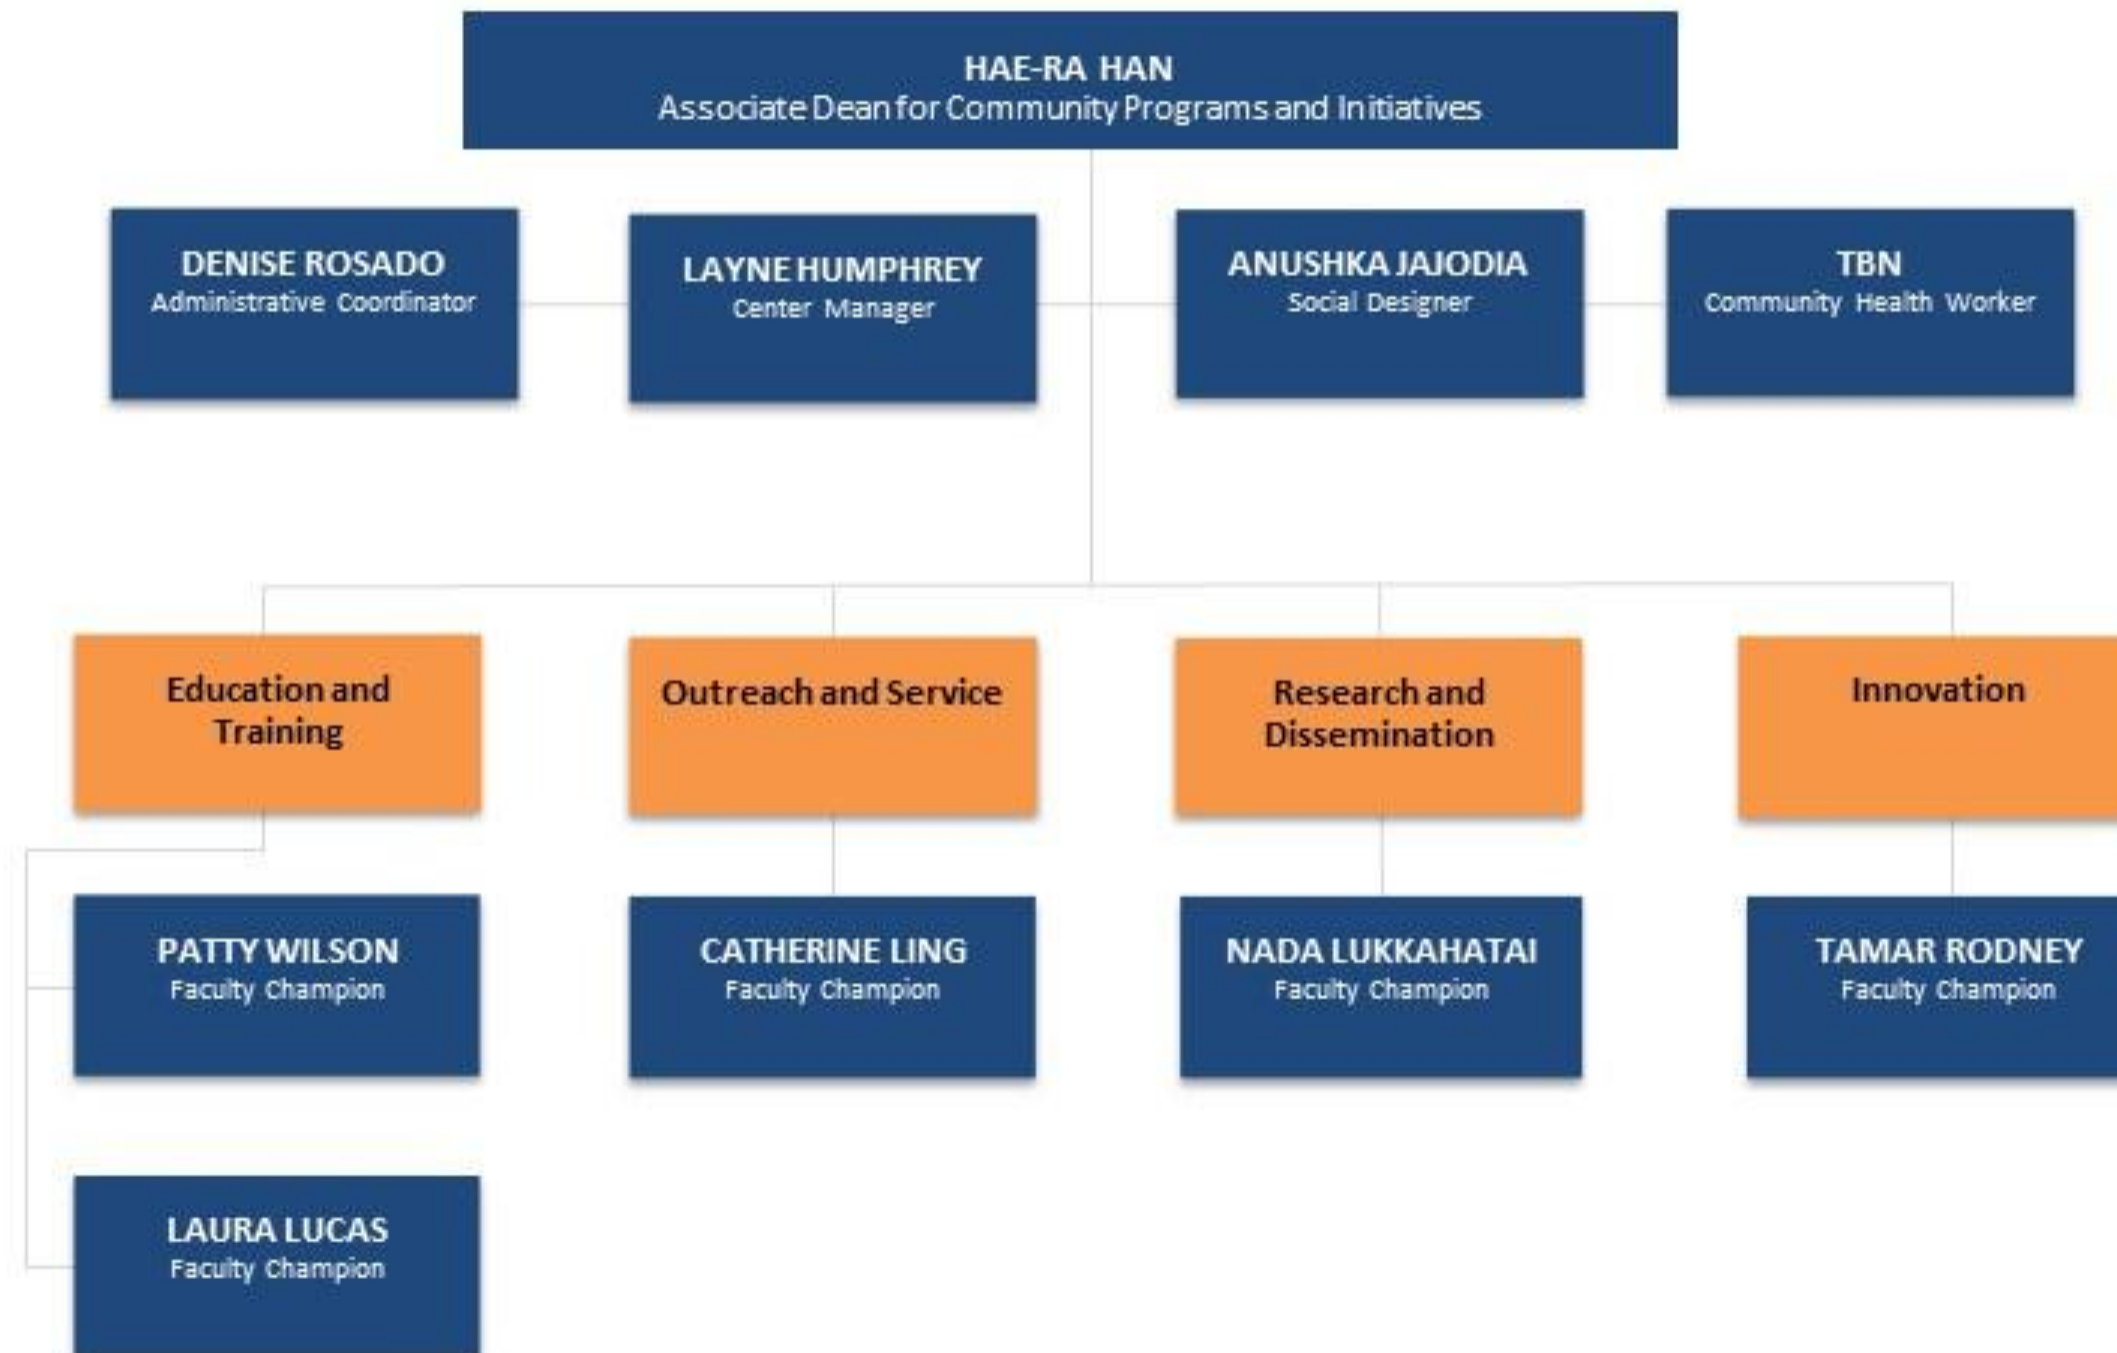 HAE-RA HAN
Associate Dean for Community Programs and Initiatives
DENISE ROSADO
Administrative Coordinator
LAYNE HUMPHREY
Center Manager
ANUSHKA JAJODIA
Social Designer
TBN
Community Health Worker
Education and
Training
Outreach and Service
Research and
Dissemination
Innovation
PATTY WILSON
Faculty Champion
CATHERINE LING
Faculty Champion
NADA LUKKAHATAI
Faculty Champion
TAMAR RODNEY
Faculty Champion
LAURA LUCAS
Faculty Champion